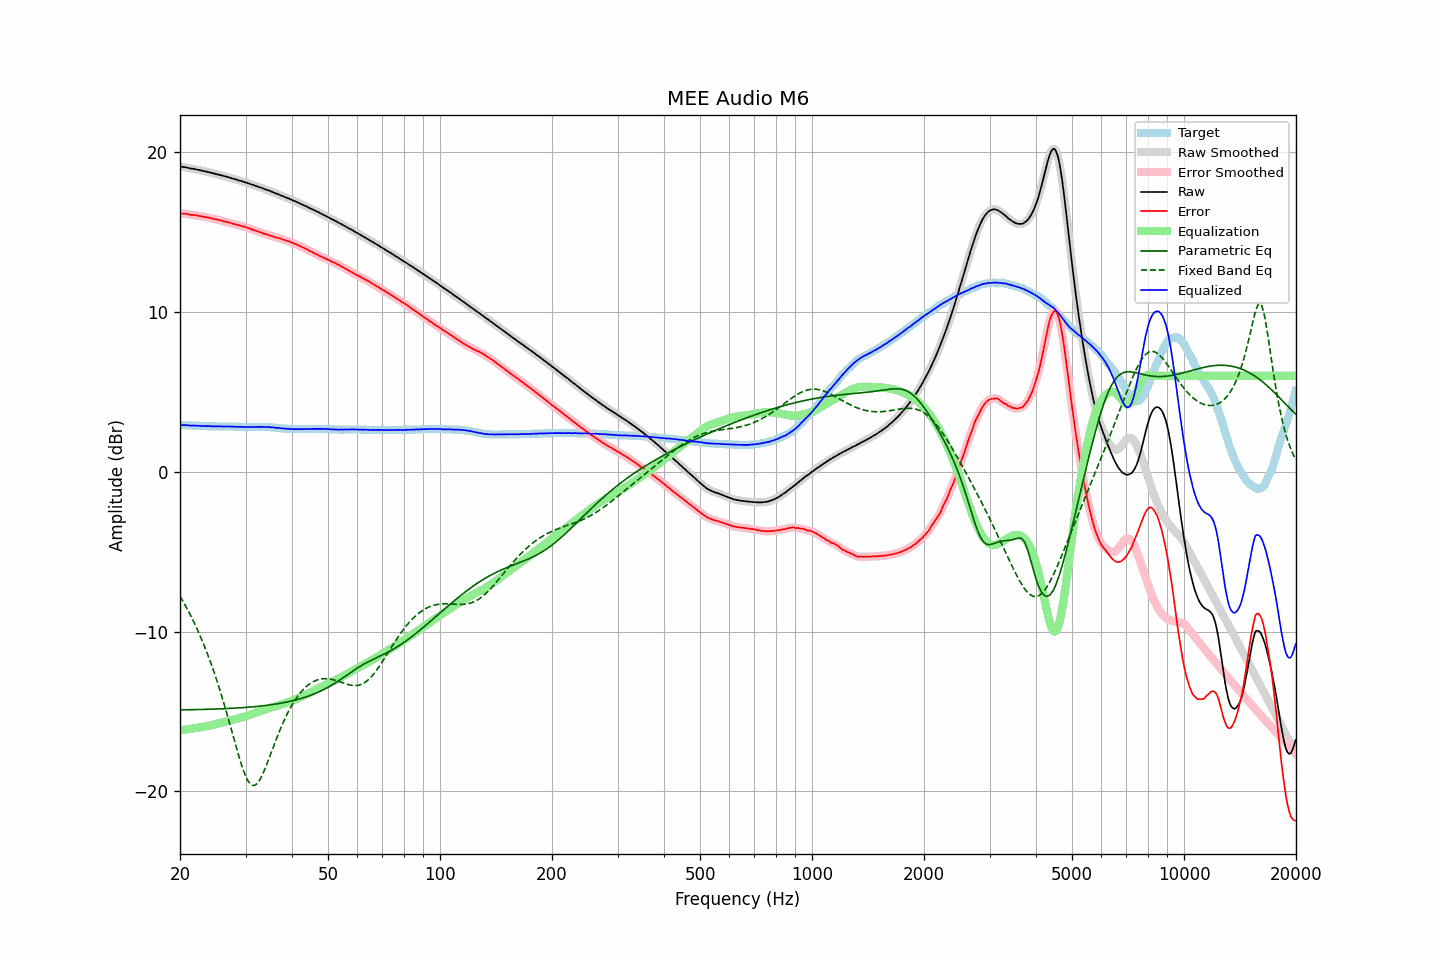 MEE Audio M6
Target
Raw Smoothed
Error Smoothed
Raw
Error
Equalization
Parametric Eq
Fixed Band Eq
Equalized
Amplitude (dBr)
20
10
0
−10
−20
20 50 100 200 500 1000 2000 5000 10000 20000
Frequency (Hz)